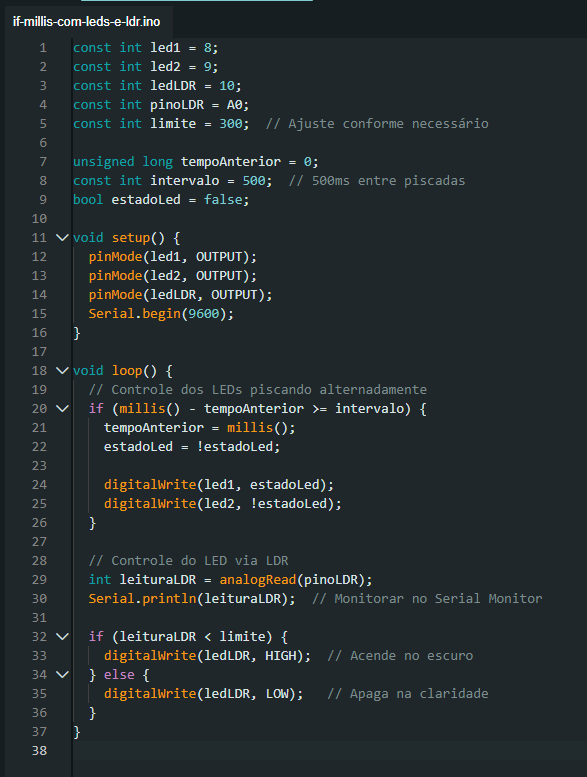 if-millis-com-leds-e-ldr.ino
1 const int led1 = 8;
2 const int led2 = 9;
3 const int ledLDR = 10;
4 const int pinoLDR = A0;
5 const int limite = 300;  // Ajuste conforme necessário
6
7 unsigned long tempoAnterior = 0;
8 const int intervalo = 500;  // 500ms entre piscadas
9 bool estadoLed = false;
10
11 void setup() {
12   pinMode(led1, OUTPUT);
13   pinMode(led2, OUTPUT);
14   pinMode(ledLDR, OUTPUT);
15   Serial.begin(9600);
16 }
17
18 void loop() {
19   // Controle dos LEDs piscando alternadamente
20   if (millis() - tempoAnterior >= intervalo) {
21     tempoAnterior = millis();
22     estadoLed = !estadoLed;
23
24     digitalWrite(led1, estadoLed);
25     digitalWrite(led2, !estadoLed);
26   }
27
28   // Controle do LED via LDR
29   int leituraLDR = analogRead(pinoLDR);
30   Serial.println(leituraLDR);  // Monitorar no Serial Monitor
31
32   if (leituraLDR < limite) {
33     digitalWrite(ledLDR, HIGH);  // Acende no escuro
34   } else {
35     digitalWrite(ledLDR, LOW);   // Apaga na claridade
36   }
37 }
38